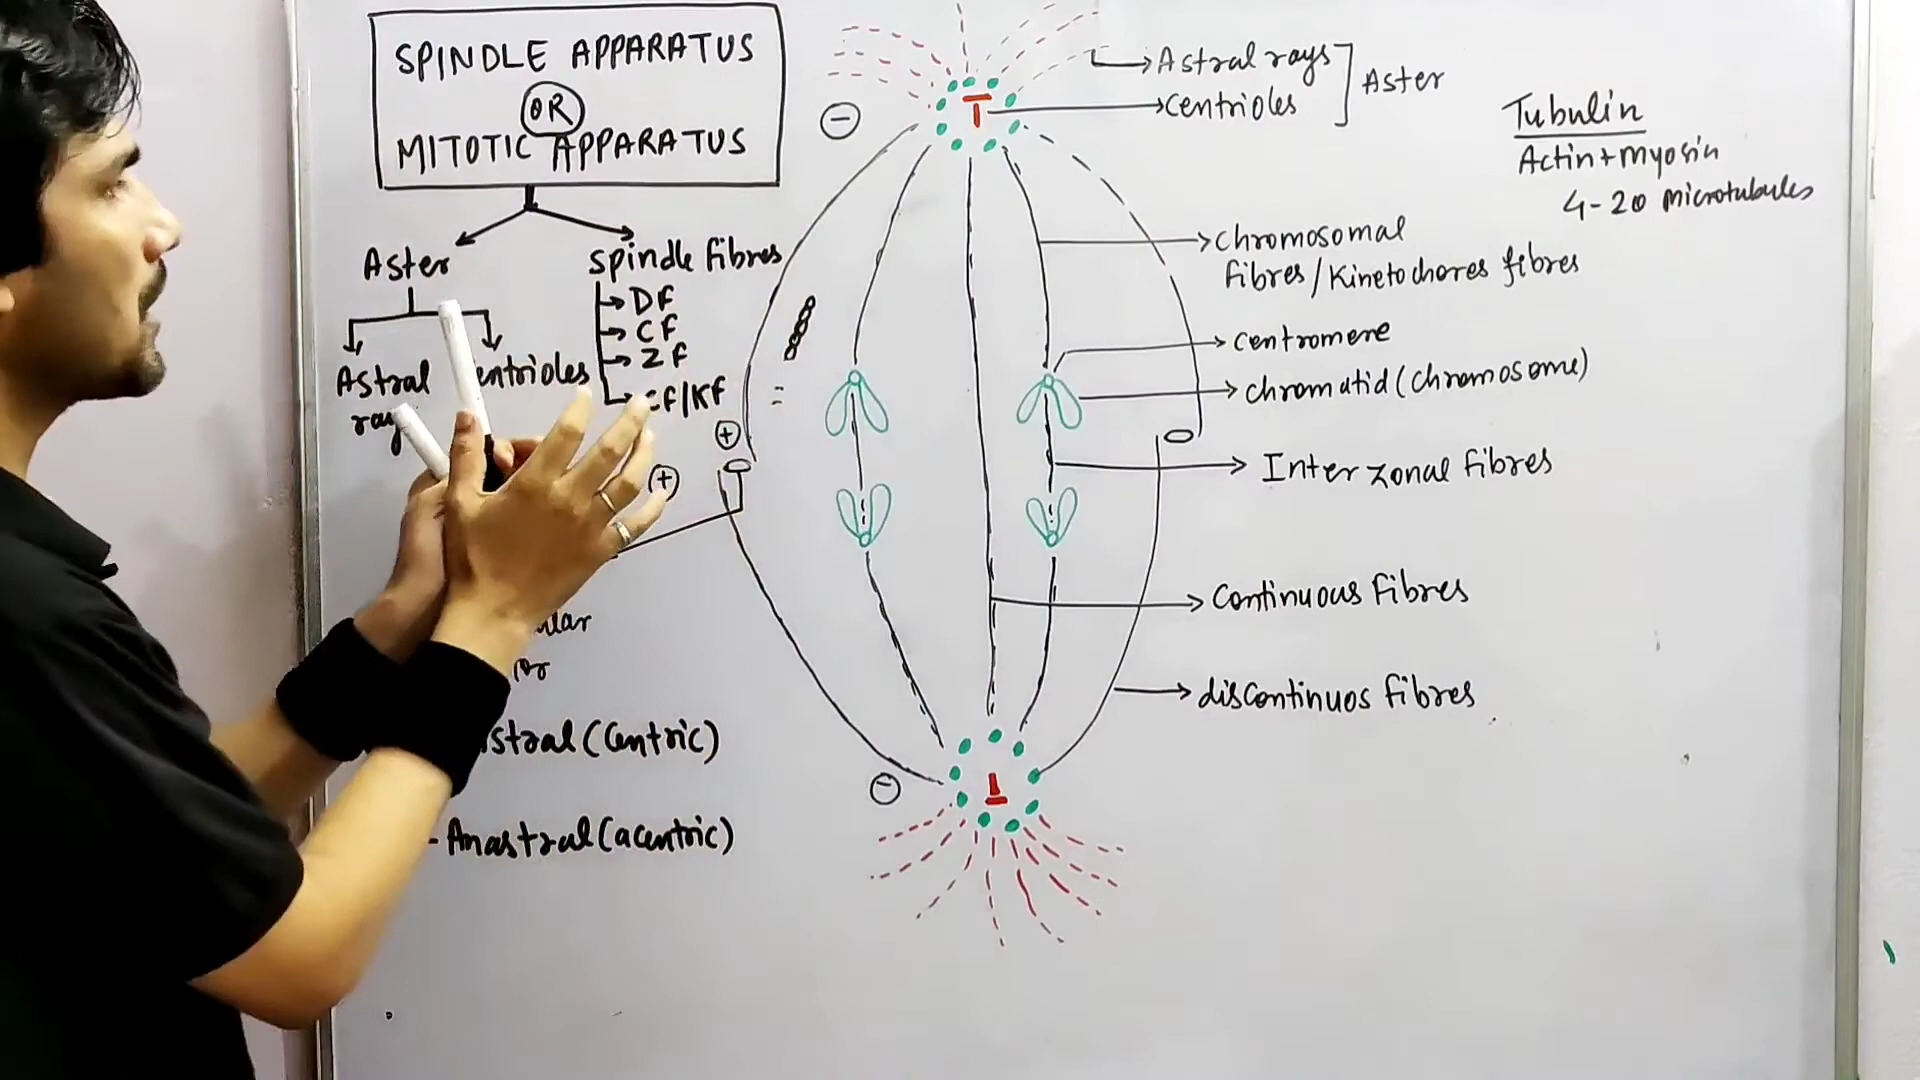 SPINDLE APPARATUS
OR
MITOTIC APPARATUS
Aster
Spindle fibres
DF
CF
ZF
CF/KF
Astral
entrioles
+
+
-
-
=
Anastral (acentric)
stral (Centric)
Astral rays
Centrioles
Aster
Tubulin
Actin + myosin
4-20 microtubules
Chromosomal
fibres/Kinetochores fibres
Centromere
Chromatid (Chromosome)
Inter zonal fibres
Continuous fibres
discontinuos fibres